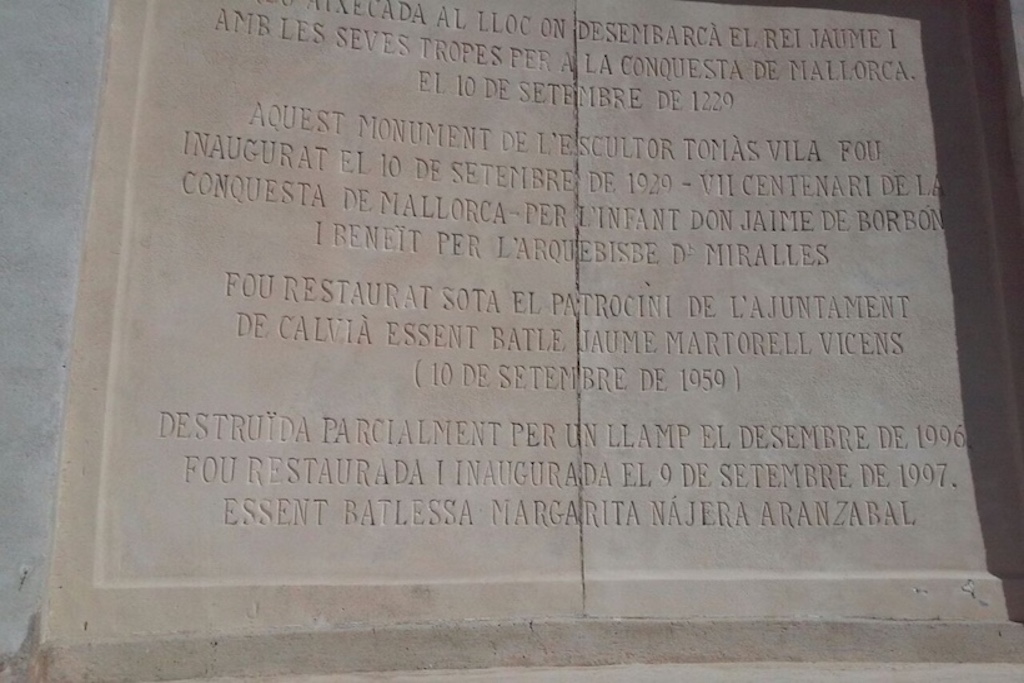 AIXECADA AL LLOC ON DESEMBARCÀ EL REI JAUME I
AMB LES SEVES TROPES PER A LA CONQUESTA DE MALLORCA.
EL 10 DE SETEMBRE DE 1229
AQUEST MONUMENT DE L'ESCULTOR TOMÀS VILA FOU
INAUGURAT EL 10 DE SETEMBRE DE 1929 - VII CENTENARI DE LA
CONQUESTA DE MALLORCA - PER L'INFANT DON JAIME DE BORBÓN
I BENEÏT PER L'ARQUEBISBE Dr MIRALLES
FOU RESTAURAT SOTA EL PATROCINI DE L'AJUNTAMENT
DE CALVIÀ ESSENT BATLE JAUME MARTORELL VICENS
(10 DE SETEMBRE DE 1959)
DESTRUÏDA PARCIALMENT PER UN LLAMP EL DESEMBRE DE 1996.
FOU RESTAURADA I INAUGURADA EL 9 DE SETEMBRE DE 1997.
ESSENT BATLESSA MARGARITA NÁJERA ARANZABAL